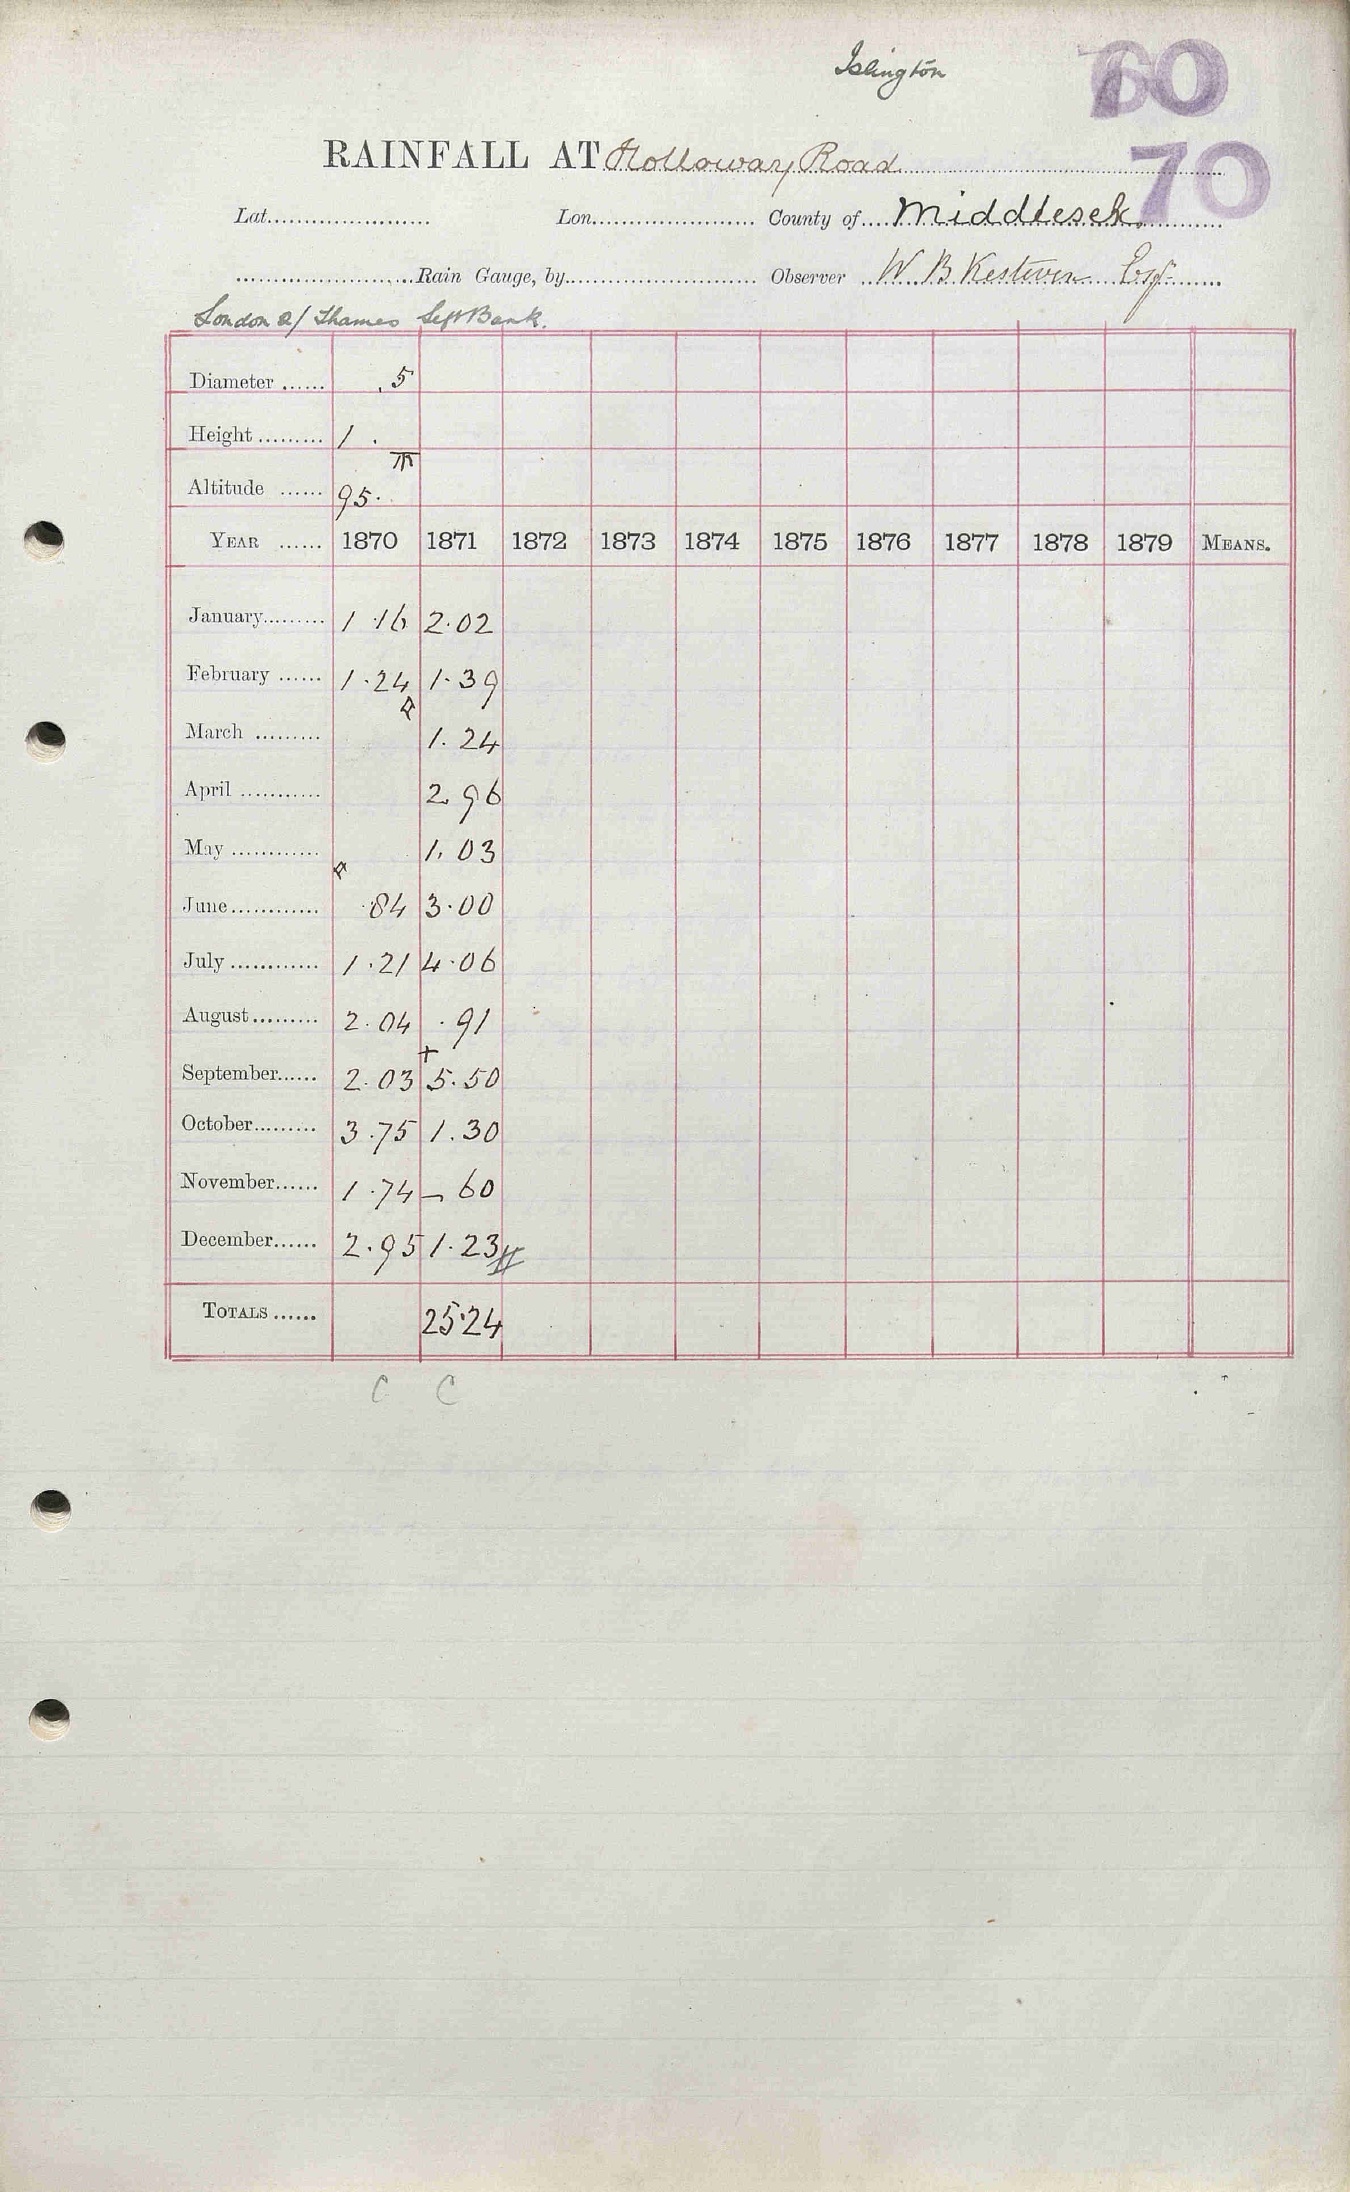 Islington
70
RAINFALL AT Holloway Road
70
Lat. Lon. County of Middlesex.
Rain Gauge, by Observer W. B. Kesteven Esq.
London a/ Thames Left Bank.
Diameter ...... .5
Height ......... 1 .
TR
Altitude ...... 95.
YEAR ...... 1870 1871 1872 1873 1874 1875 1876 1877 1878 1879 MEANS.
January......... 1.16 2.02
February ...... 1.24 1.39
March ......... 1.24
April ........... 2.96
May ............ 1.03
June............ .84 3.00
July ............ 1.21 4.06
August......... 2.04 .91
+
September...... 2.03 5.50
October......... 3.75 1.30
November...... 1.74 – 60
December...... 2.95 1.23
TOTALS ...... 25.24
C C